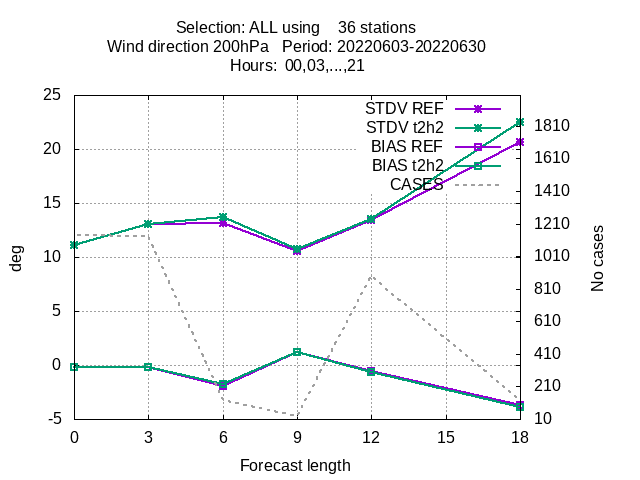 Selection: ALL using    36 stations
Wind direction 200hPa   Period: 20220603-20220630
Hours:  00,03,...,21
STDV REF
STDV t2h2
BIAS REF
BIAS t2h2
CASES
25
20
15
10
5
0
-5
deg
1810
1610
1410
1210
1010
810
610
410
210
10
No cases
0 3 6 9 12 15 18
Forecast length